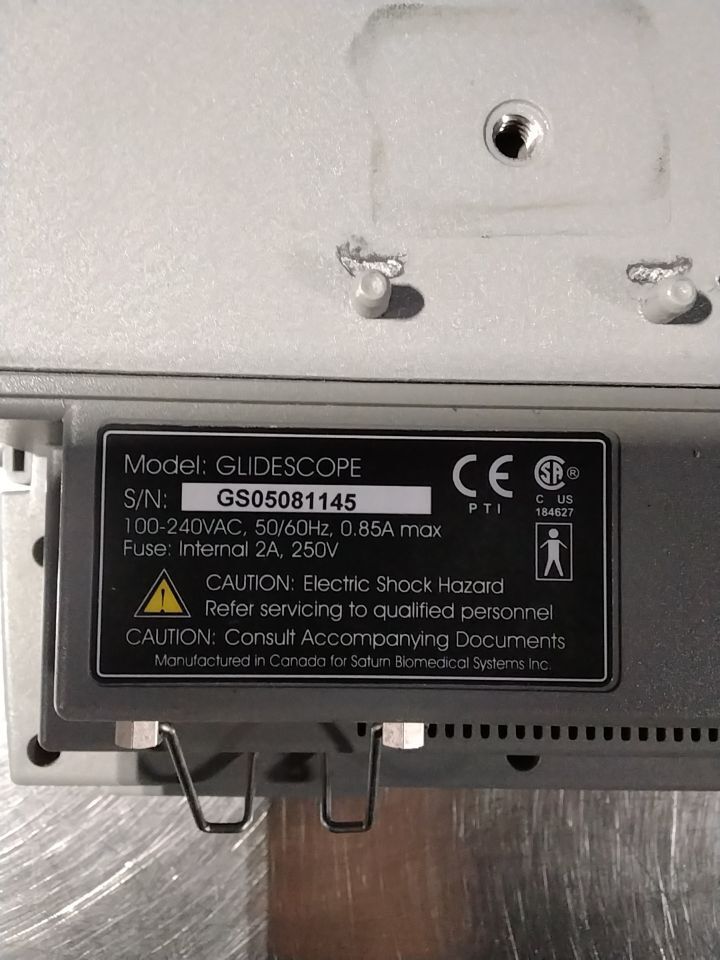 Model: GLIDESCOPE
S/N: GS05081145
100-240VAC, 50/60Hz, 0.85A max
Fuse: Internal 2A, 250V
CE
PTI
SA ®
C US
184627
CAUTION: Electric Shock Hazard
Refer servicing to qualified personnel
CAUTION: Consult Accompanying Documents
Manufactured in Canada for Saturn Biomedical Systems Inc.